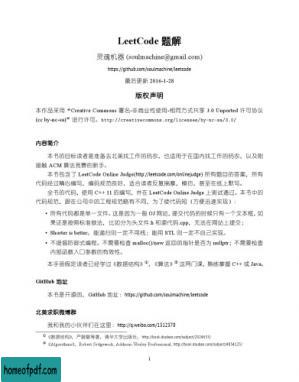 LeetCode 题解
灵魂机器 (soulmachine@gmail.com)
https://github.com/soulmachine/leetcode
最后更新 2016-1-28
版权声明
本作品采用 “Creative Commons 署名-非商业性使用-相同方式共享 3.0 Unported 许可协议
(cc by-nc-sa)” 进行许可。http://creativecommons.org/licenses/by-nc-sa/3.0/
内容简介
本书的目标读者是准备去北美找工作的码农，也适用于在国内找工作的码农，以及刚
接触 ACM 算法竞赛的新手。
本书包含了 LeetCode Online Judge(http://leetcode.com/onlinejudge) 所有题目的答案，所有
代码经过精心编写，编码规范良好，适合读者反复揣摩，模仿，甚至在纸上默写。
全书的代码，使用 C++ 11 的编写，并在 LeetCode Online Judge 上测试通过。本书中的
代码规范，跟在公司中的工程规范略有不同，为了使代码短（方便迅速实现）：
• 所有代码都是单一文件。这是因为一般 OJ 网站，提交代码的时候只有一个文本框，如
果还是按照标准做法，比如分为头文件.h 和源代码.cpp，无法在网站上提交；
• Shorter is better。能递归则一定不用栈；能用 STL 则一定不自己实现。
• 不提倡防御式编程。不需要检查 malloc()/new 返回的指针是否为 nullptr；不需要检查
内部函数入口参数的有效性。
本手册假定读者已经学过《数据结构》①，《算法》② 这两门课，熟练掌握 C++ 或 Java。
GitHub 地址
本书是开源的，GitHub 地址：https://github.com/soulmachine/leetcode
北美求职微博群
我和我的小伙伴们在这里：http://q.weibo.com/1312378
①《数据结构》，严蔚敏等著，清华大学出版社，
②《Algorithms》，Robert Sedgewick, Addison-Wesley Professional,
i
homeofpdf.com